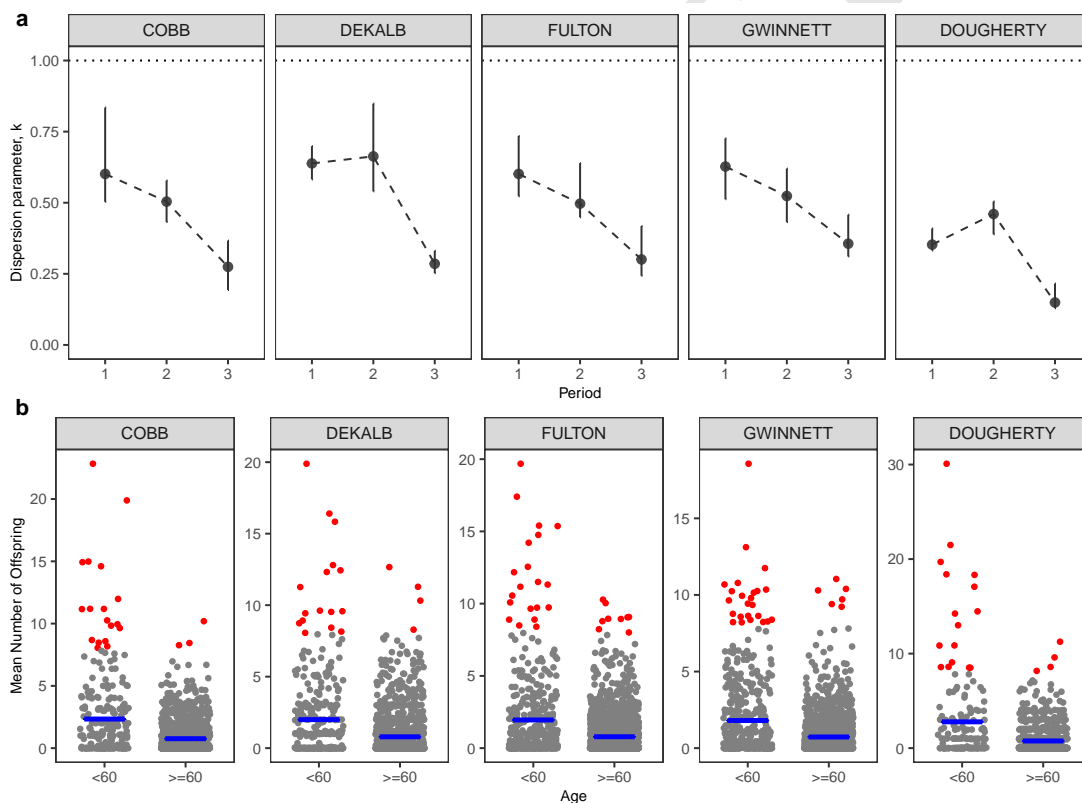 a
COBB DEKALB FULTON GWINNETT DOUGHERTY
Dispersion parameter, k
1.00
0.75
0.50
0.25
0.00
1 2 3 1 2 3 1 2 3 1 2 3 1 2 3
Period
b
COBB DEKALB FULTON GWINNETT DOUGHERTY
Mean Number of Offspring
20
15
10
5
0
20
15
10
5
0
20
15
10
5
0
15
10
5
0
30
20
10
0
<60 >=60 <60 >=60 <60 >=60 <60 >=60 <60 >=60
Age